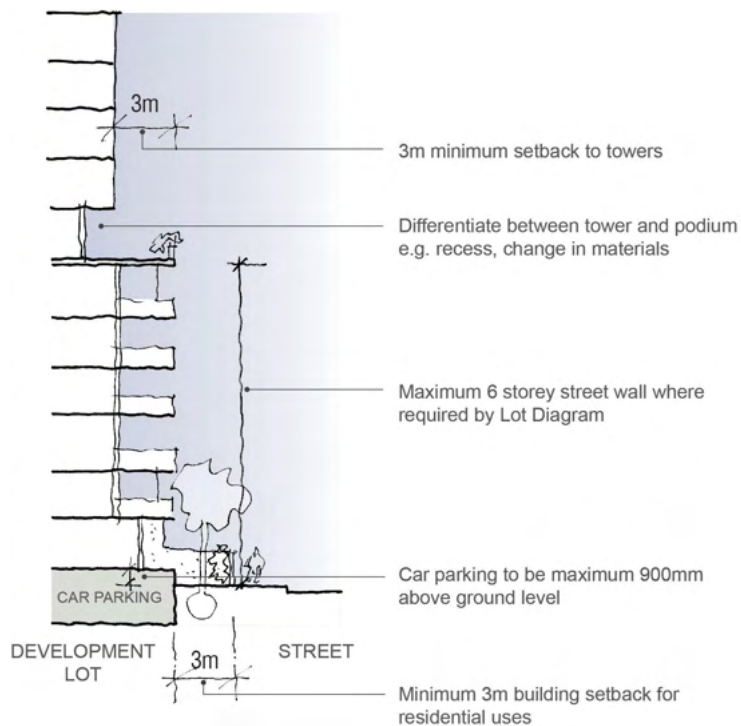 3m
3m minimum setback to towers
Differentiate between tower and podium
e.g. recess, change in materials
Maximum 6 storey street wall where
required by Lot Diagram
Car parking to be maximum 900mm
above ground level
CAR PARKING
DEVELOPMENT
LOT
STREET
3m
Minimum 3m building setback for
residential uses